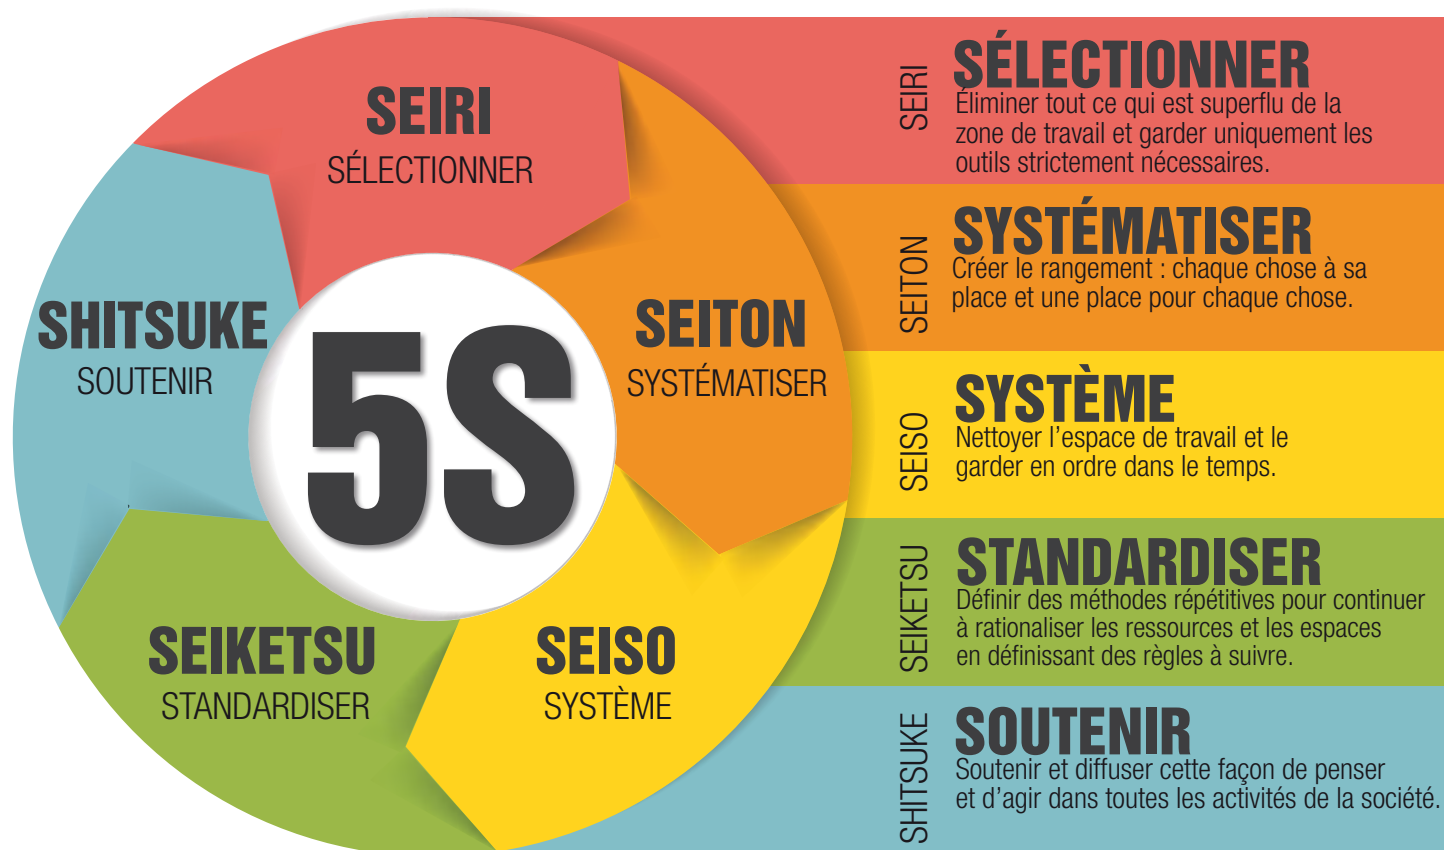 SEIRI
SÉLECTIONNER
SEITON
SYSTÉMATISER
SEISO
SYSTÈME
SEIKETSU
STANDARDISER
SHITSUKE
SOUTENIR
5S
SEIRI
SÉLECTIONNER
Éliminer tout ce qui est superflu de la
zone de travail et garder uniquement les
outils strictement nécessaires.
SEITON
SYSTÉMATISER
Créer le rangement : chaque chose à sa
place et une place pour chaque chose.
SEISO
SYSTÈME
Nettoyer l’espace de travail et le
garder en ordre dans le temps.
SEIKETSU
STANDARDISER
Définir des méthodes répétitives pour continuer
à rationaliser les ressources et les espaces
en définissant des règles à suivre.
SHITSUKE
SOUTENIR
Soutenir et diffuser cette façon de penser
et d’agir dans toutes les activités de la société.